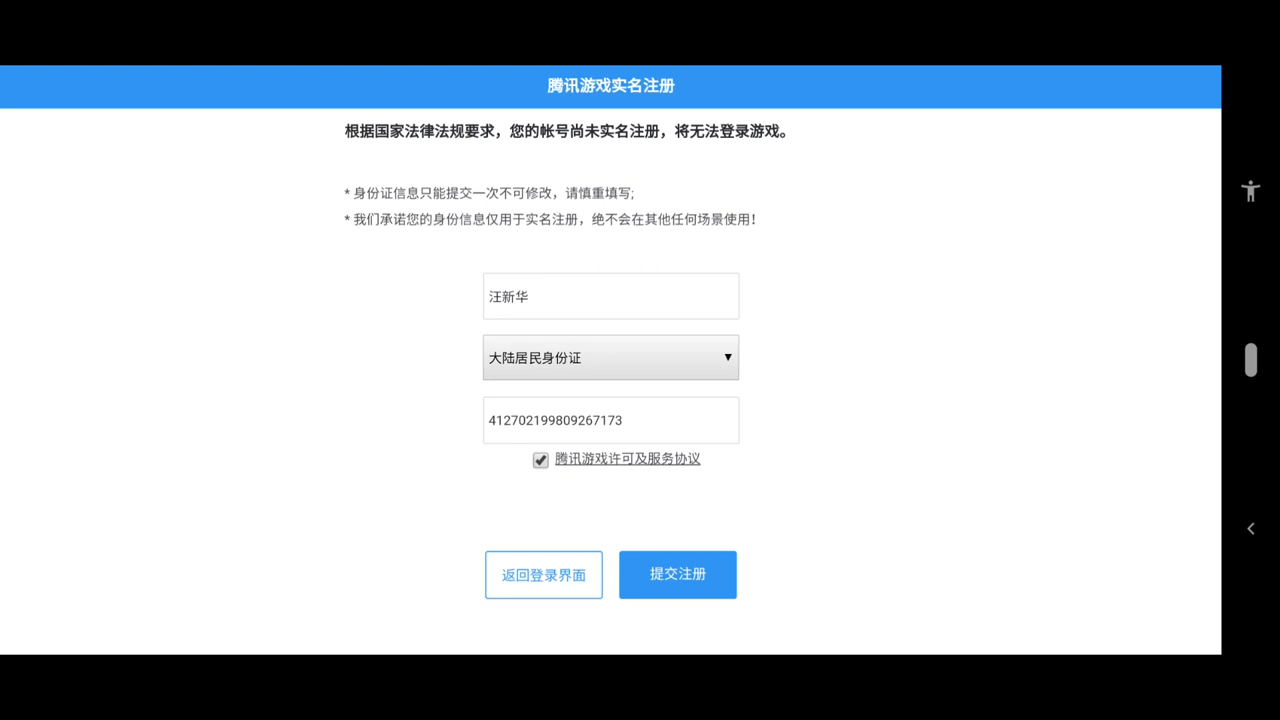 腾讯游戏实名注册
根据国家法律法规要求，您的帐号尚未实名注册，将无法登录游戏。
* 身份证信息只能提交一次不可修改，请慎重填写;
* 我们承诺您的身份信息仅用于实名注册，绝不会在其他任何场景使用！
汪新华
大陆居民身份证
412702199809267173
腾讯游戏许可及服务协议
返回登录界面
提交注册